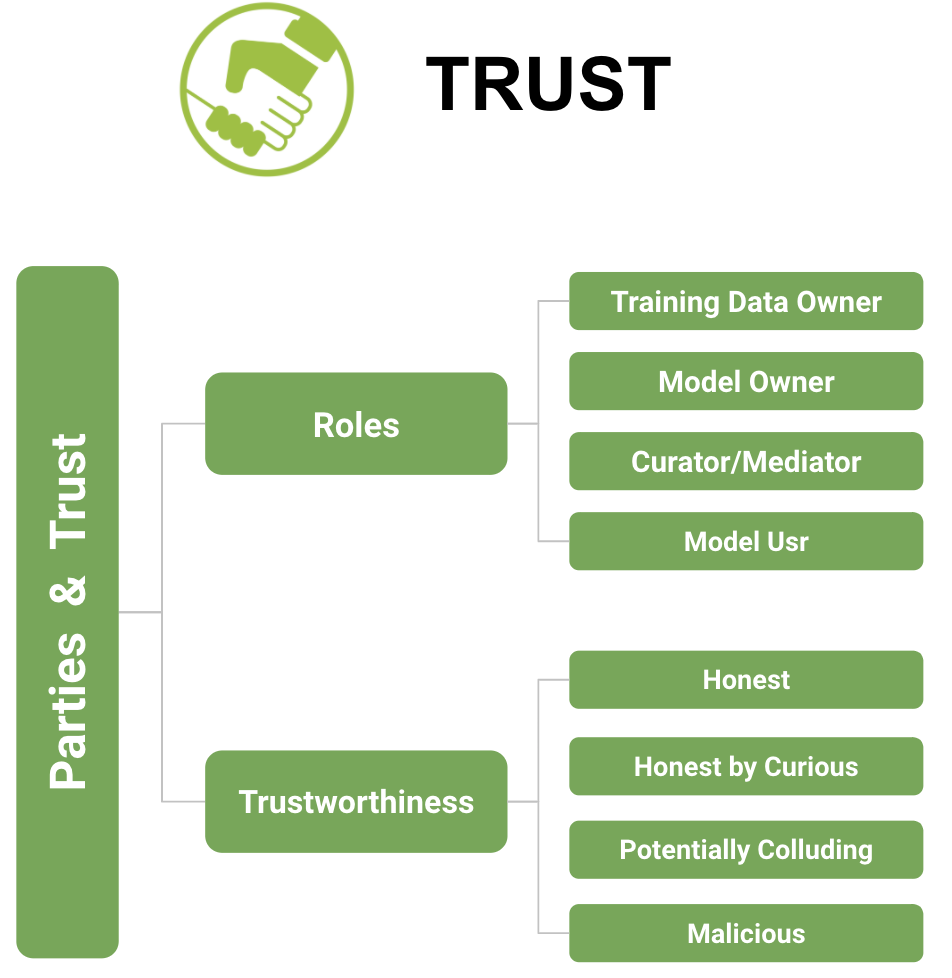 TRUST
Parties & Trust
Roles
Training Data Owner
Model Owner
Curator/Mediator
Model Usr
Trustworthiness
Honest
Honest by Curious
Potentially Colluding
Malicious